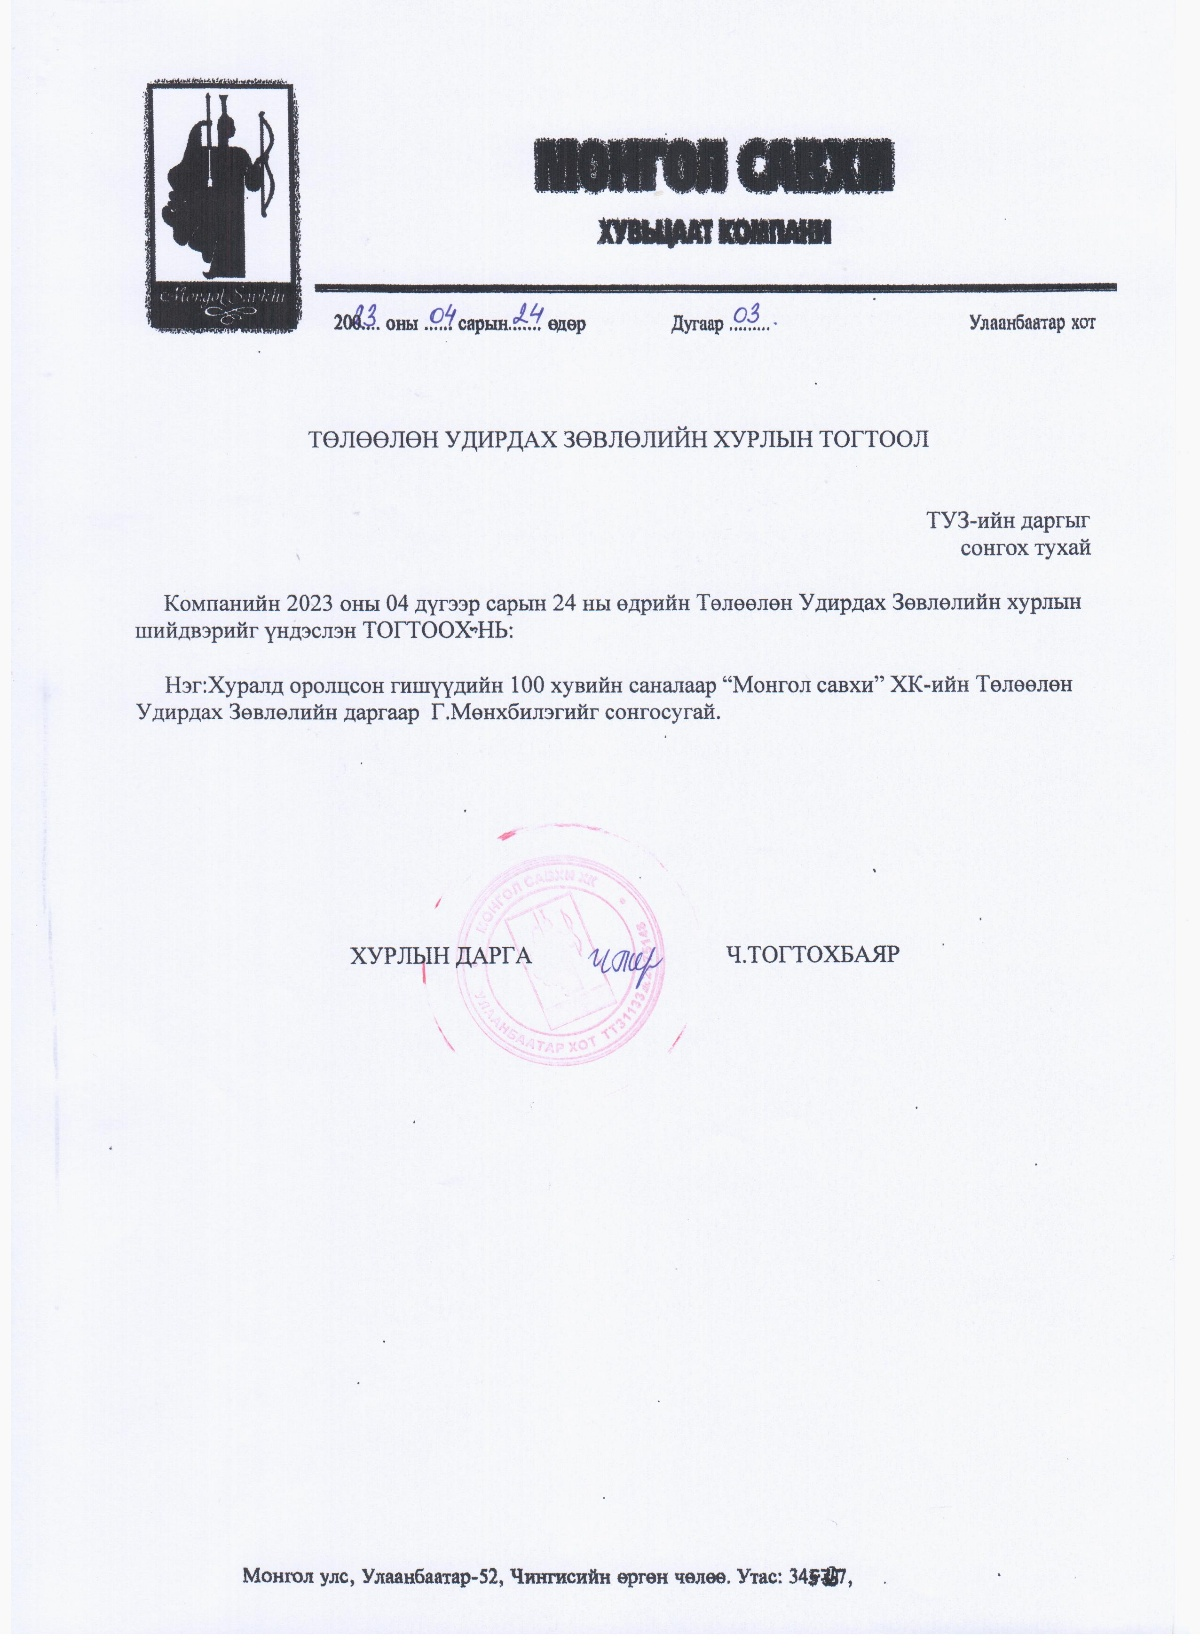 МОНГОЛ САВХИ
ХУВЬЦААТ КОМПАНИ
Mongol Savkhi
2023 оны 04 сарын 24 өдөр Дугаар 03 Улаанбаатар хот
ТӨЛӨӨЛӨН УДИРДАХ ЗӨВЛӨЛИЙН ХУРЛЫН ТОГТООЛ
ТУЗ-ийн даргыг
сонгох тухай
Компанийн 2023 оны 04 дүгээр сарын 24 ны өдрийн Төлөөлөн Удирдах Зөвлөлийн хурлын
шийдвэрийг үндэслэн ТОГТООХ НЬ:
Нэг:Хуралд оролцсон гишүүдийн 100 хувийн саналаар “Монгол савхи” ХК-ийн Төлөөлөн
Удирдах Зөвлөлийн даргаар Г.Мөнхбилэгийг сонгосугай.
МОНГОЛ САВХИ ХК
ХУРЛЫН ДАРГА Ч.ТОГТОХБАЯР
УЛААНБААТАР ХОТ
Монгол улс, Улаанбаатар-52, Чингисийн өргөн чөлөө. Утас: